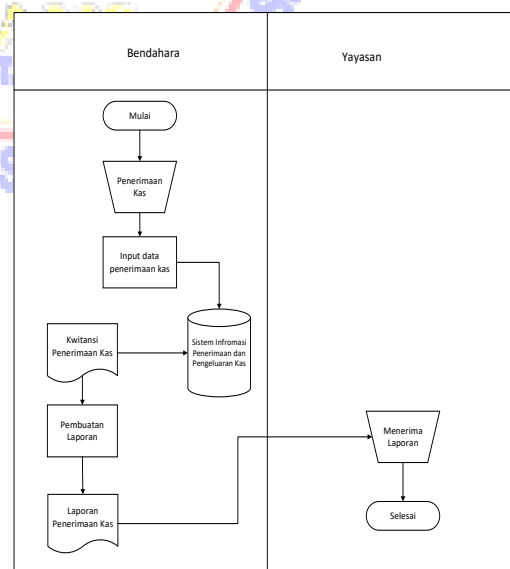 Bendahara
Yayasan
Mulai
Penerimaan
Kas
Input data
penerimaan kas
Sistem Infromasi
Penerimaan dan
Pengeluaran Kas
Kwitansi
Penerimaan Kas
Pembuatan
Laporan
Menerima
Laporan
Laporan
Penerimaan Kas
Selesai